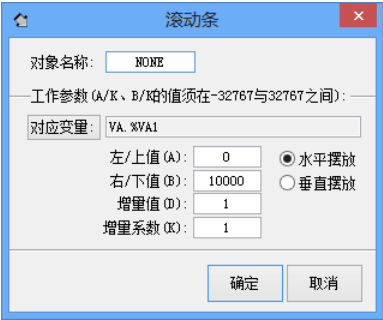 滚动条
对象名称: NONE
工作参数(A/K、B/K的值须在-32767与32767之间):
对应变量: VA.%VA1
左/上值(A): 0 水平摆放
右/下值(B): 10000 垂直摆放
增量值(D): 1
增量系数(K): 1
确定 取消